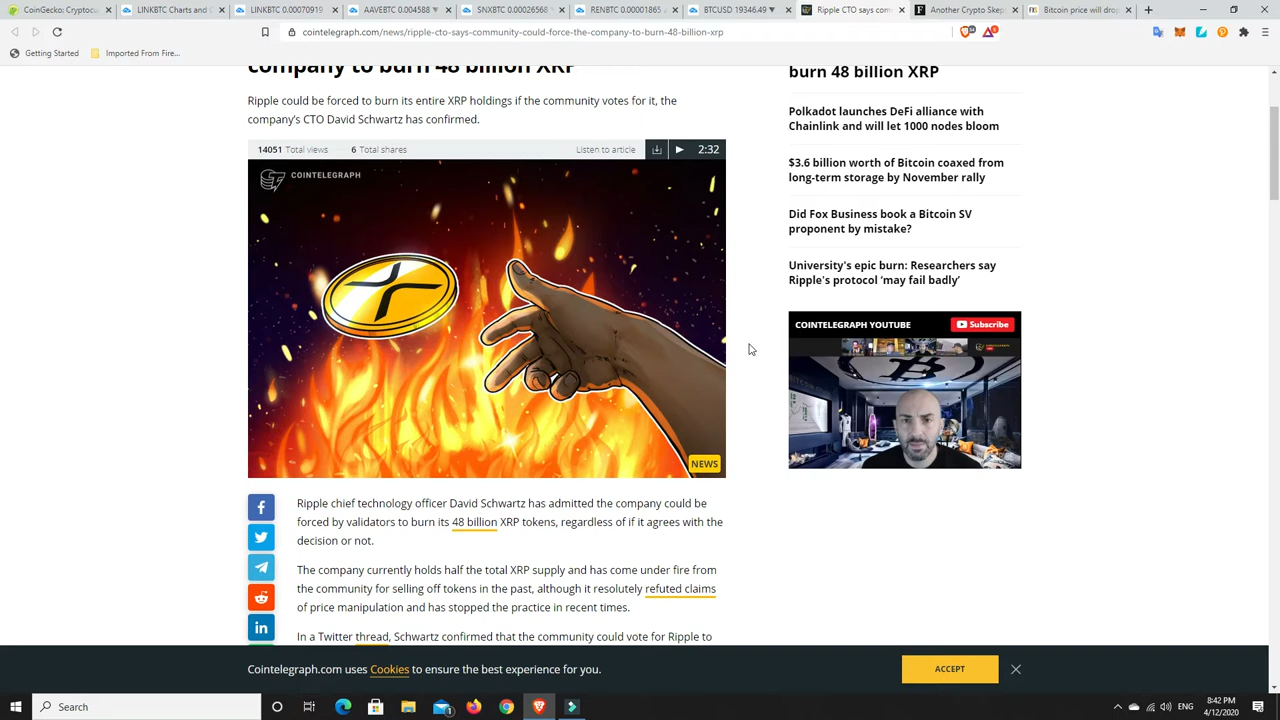 CoinGecko: Cryptoc
LINKBTC Charts and C
LINKBTC 0.00070919
AAVEBTC 0.004588
SNXBTC 0.00026568
RENBTC 0.00001865
BTCUSD 19346.49
Ripple CTO says com
Another Crypto Skep
Bitcoin price will drop
cointelegraph.com/news/ripple-cto-says-community-could-force-the-company-to-burn-48-billion-xrp
Getting Started
Imported From Firef...
company to burn 48 billion XRP
Ripple could be forced to burn its entire XRP holdings if the community votes for it, the
company's CTO David Schwartz has confirmed.
14051 Total views
6 Total shares
Listen to article
2:32
COINTELEGRAPH
NEWS
Ripple chief technology officer David Schwartz has admitted the company could be
forced by validators to burn its 48 billion XRP tokens, regardless of if it agrees with the
decision or not.
The company currently holds half the total XRP supply and has come under fire from
the community for selling off tokens in the past, although it resolutely refuted claims
of price manipulation and has stopped the practice in recent times.
In a Twitter thread, Schwartz confirmed that the community could vote for Ripple to
burn 48 billion XRP
Polkadot launches DeFi alliance with
Chainlink and will let 1000 nodes bloom
$3.6 billion worth of Bitcoin coaxed from
long-term storage by November rally
Did Fox Business book a Bitcoin SV
proponent by mistake?
University's epic burn: Researchers say
Ripple's protocol ‘may fail badly’
COINTELEGRAPH YOUTUBE
Subscribe
Cointelegraph.com uses Cookies to ensure the best experience for you.
ACCEPT
Search
ENG
8:42 PM
4/12/2020